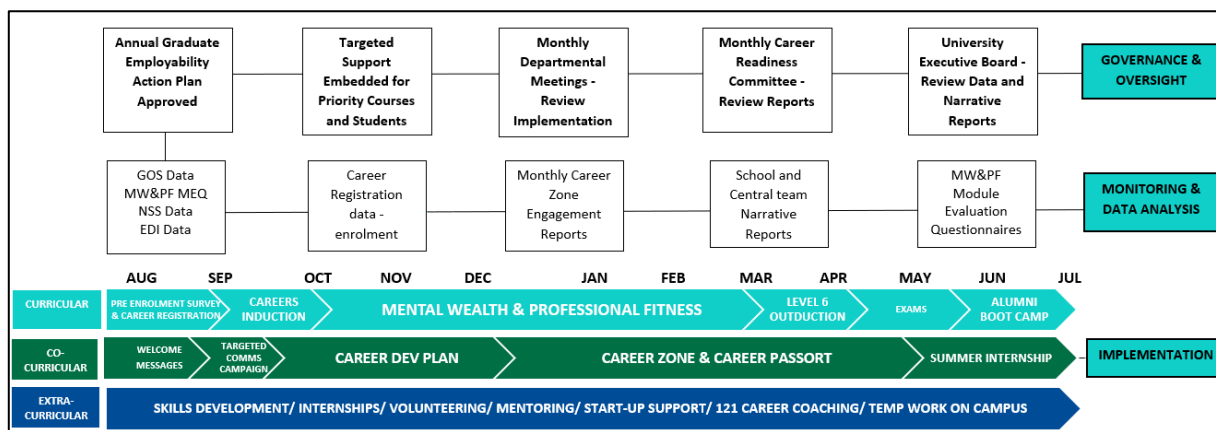 Annual Graduate
Employability
Action Plan
Approved
Targeted
Support
Embedded for
Priority Courses
and Students
Monthly
Departmental
Meetings -
Review
Implementation
Monthly Career
Readiness
Committee -
Review Reports
University
Executive Board -
Review Data and
Narrative
Reports
GOVERNANCE &
OVERSIGHT
GOS Data
MW&PF MEQ
NSS Data
EDI Data
Career
Registration
data -
enrolment
Monthly Career
Zone
Engagement
Reports
School and
Central team
Narrative
Reports
MW&PF
Module
Evaluation
Questionnaires
MONITORING &
DATA ANALYSIS
AUG SEP OCT NOV DEC JAN FEB MAR APR MAY JUN JUL
CURRICULAR
PRE ENROLMENT SURVEY
& CAREER REGISTRATION
CAREERS
INDUCTION
MENTAL WEALTH & PROFESSIONAL FITNESS
LEVEL 6
OUTDUCTION
EXAMS
ALUMNI
BOOT CAMP
CO-
CURRICULAR
WELCOME
MESSAGES
TARGETED
COMMS
CAMPAIGN
CAREER DEV PLAN
CAREER ZONE & CAREER PASSORT
SUMMER INTERNSHIP
IMPLEMENTATION
EXTRA-
CURRICULAR
SKILLS DEVELOPMENT/ INTERNSHIPS/ VOLUNTEERING/ MENTORING/ START-UP SUPPORT/ 121 CAREER COACHING/ TEMP WORK ON CAMPUS